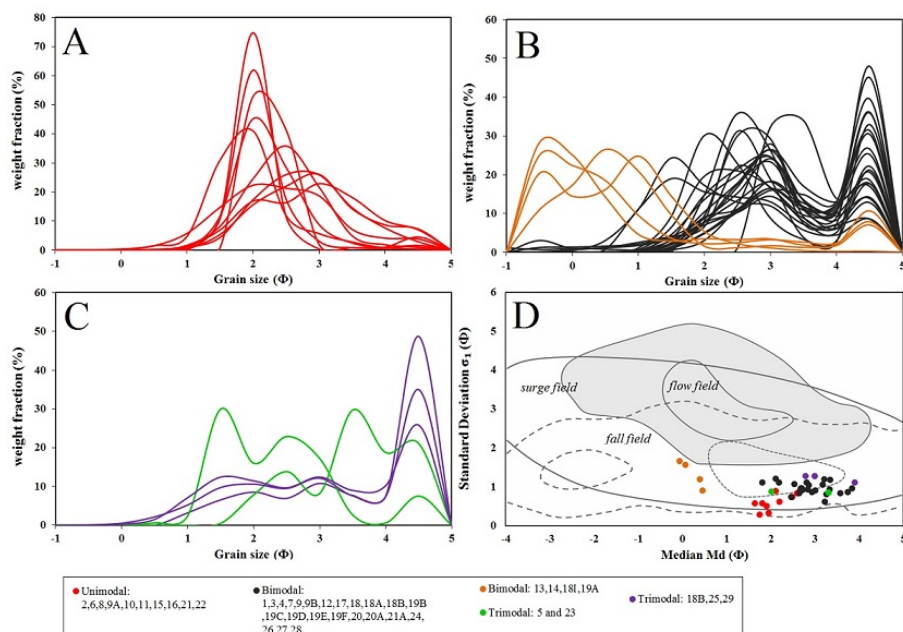 A
weight fraction (%)
80
70
60
50
40
30
20
10
0
-1 0 1 2 3 4 5
Grain size (Φ)
B
weight fraction (%)
60
50
40
30
20
10
0
-1 0 1 2 3 4 5
Grain size (Φ)
C
weight fraction (%)
60
50
40
30
20
10
0
-1 0 1 2 3 4 5
Grain size (Φ)
D
Standard Deviation σ₁ (Φ)
6
5
4
3
2
1
0
surge field
flow field
fall field
-4 -3 -2 -1 0 1 2 3 4 5
Median Md (Φ)
Unimodal:
2,6,8,9A,10,11,15,16,21,22
Bimodal:
1,3,4,7,9,9B,12,17,18,18A,18B,19B
,19C,19D,19E,19F,20,20A,21A,24,
26,27,28
Bimodal: 13,14,18I,19A
Trimodal: 5 and 23
Trimodal: 18B,25,29